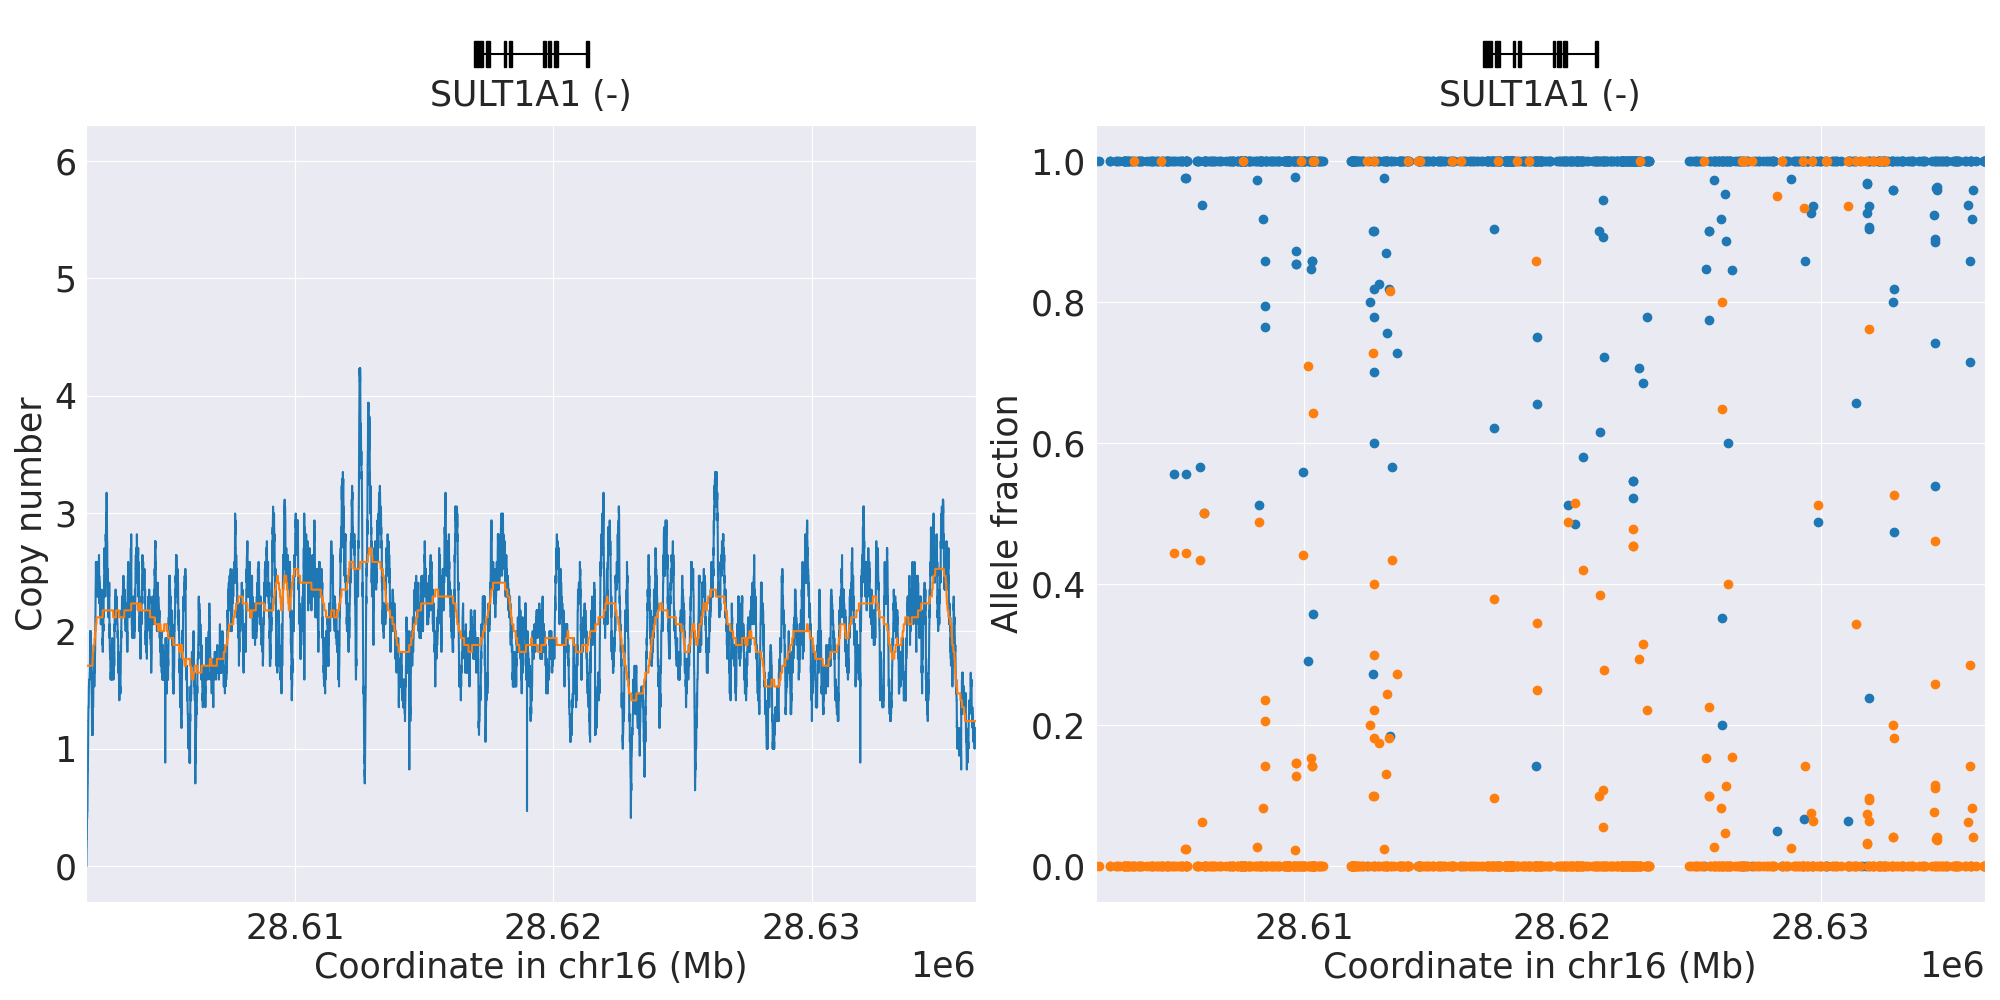 SULT1A1 (-)
6
5
4
3
2
1
0
Copy number
28.61
28.62
28.63
Coordinate in chr16 (Mb)
1e6
SULT1A1 (-)
1.0
0.8
0.6
0.4
0.2
0.0
Allele fraction
28.61
28.62
28.63
Coordinate in chr16 (Mb)
1e6